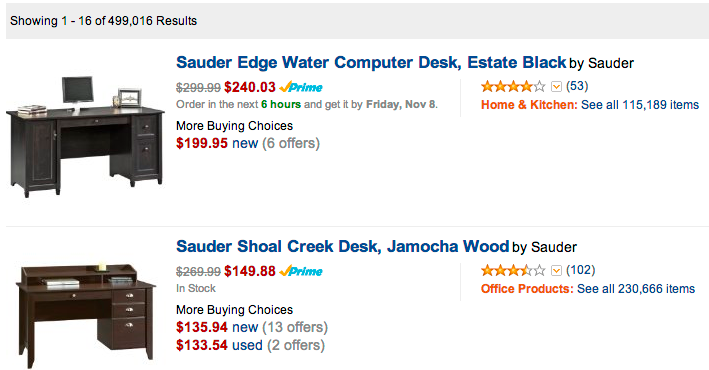 Showing 1 - 16 of 499,016 Results
Sauder Edge Water Computer Desk, Estate Black by Sauder
$299.99 $240.03 Prime
(53)
Order in the next 6 hours and get it by Friday, Nov 8.
Home & Kitchen: See all 115,189 items
More Buying Choices
$199.95 new (6 offers)
Sauder Shoal Creek Desk, Jamocha Wood by Sauder
$269.99 $149.88 Prime
(102)
In Stock
Office Products: See all 230,666 items
More Buying Choices
$135.94 new (13 offers)
$133.54 used (2 offers)